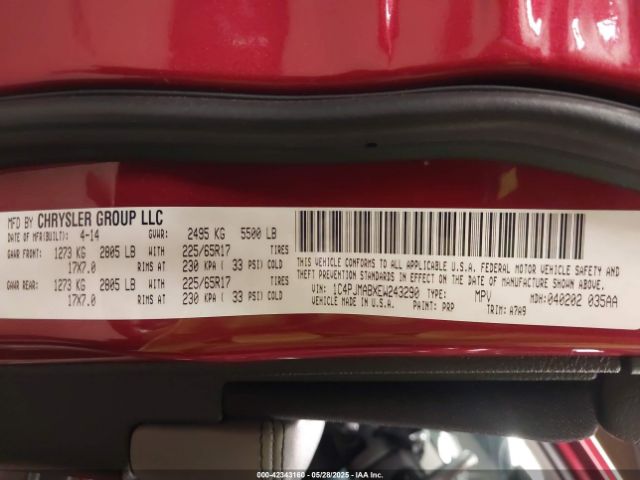 MFD BY CHRYSLER GROUP LLC
DATE OF MFR(BUILT): 4-14 GVWR: 2495 KG 5500 LB
GAWR FRONT: 1273 KG 2805 LB WITH 225/65R17 TIRES
17X7.0 RIMS AT 230 KPA ( 33 PSI) COLD
GAWR REAR: 1273 KG 2805 LB WITH 225/65R17 TIRES
17X7.0 RIMS AT 230 KPA ( 33 PSI) COLD
THIS VEHICLE CONFORMS TO ALL APPLICABLE U.S.A. FEDERAL MOTOR VEHICLE SAFETY AND
THEFT PREVENTION STANDARDS IN EFFECT ON THE DATE OF MANUFACTURE SHOWN ABOVE.
VIN: 1C4PJMABXEW243290 TYPE: MPV MDH: 040202 035AA
VEHICLE MADE IN U.S.A. PAINT: PRP TRIM: A7A9
000-42343160 - 05/28/2025 - IAA Inc.